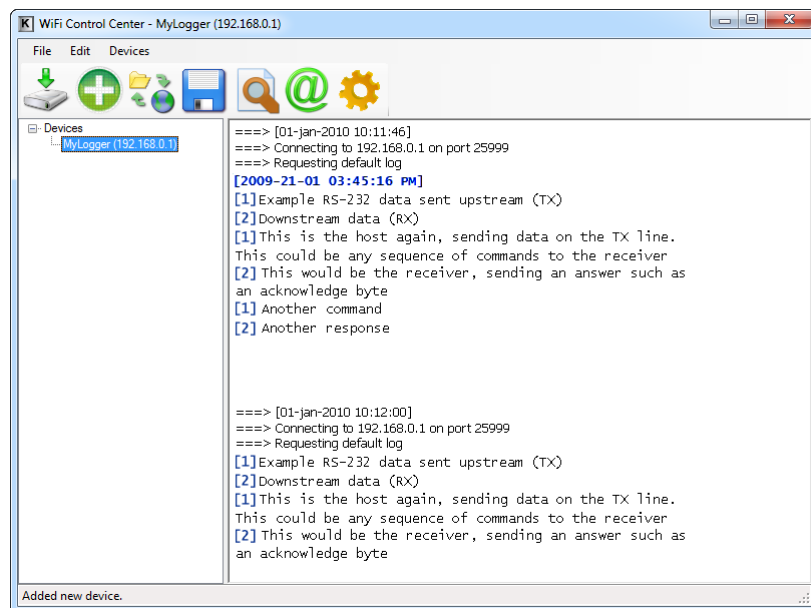 K WiFi Control Center - MyLogger (192.168.0.1)
File Edit Devices
Devices
MyLogger (192.168.0.1)
===> [01-jan-2010 10:11:46]
===> Connecting to 192.168.0.1 on port 25999
===> Requesting default log
[2009-21-01 03:45:16 PM]
[1]Example RS-232 data sent upstream (TX)
[2]Downstream data (RX)
[1]This is the host again, sending data on the TX line.
This could be any sequence of commands to the receiver
[2] This would be the receiver, sending an answer such as
an acknowledge byte
[1] Another command
[2] Another response
===> [01-jan-2010 10:12:00]
===> Connecting to 192.168.0.1 on port 25999
===> Requesting default log
[1]Example RS-232 data sent upstream (TX)
[2]Downstream data (RX)
[1]This is the host again, sending data on the TX line.
This could be any sequence of commands to the receiver
[2] This would be the receiver, sending an answer such as
an acknowledge byte
Added new device.